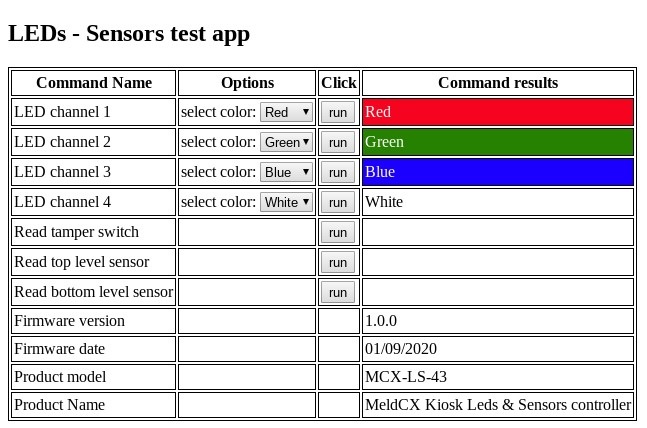 LEDs - Sensors test app
Command Name Options Click Command results
LED channel 1 select color: Red run Red
LED channel 2 select color: Green run Green
LED channel 3 select color: Blue run Blue
LED channel 4 select color: White run White
Read tamper switch run
Read top level sensor run
Read bottom level sensor run
Firmware version 1.0.0
Firmware date 01/09/2020
Product model MCX-LS-43
Product Name MeldCX Kiosk Leds & Sensors controller